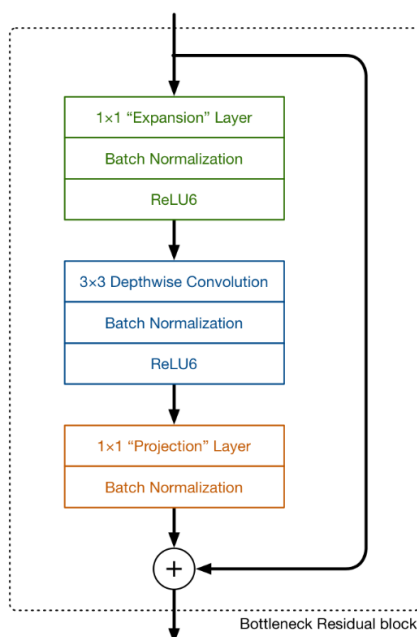 1×1 “Expansion” Layer
Batch Normalization
ReLU6
3×3 Depthwise Convolution
Batch Normalization
ReLU6
1×1 “Projection” Layer
Batch Normalization
+
Bottleneck Residual block